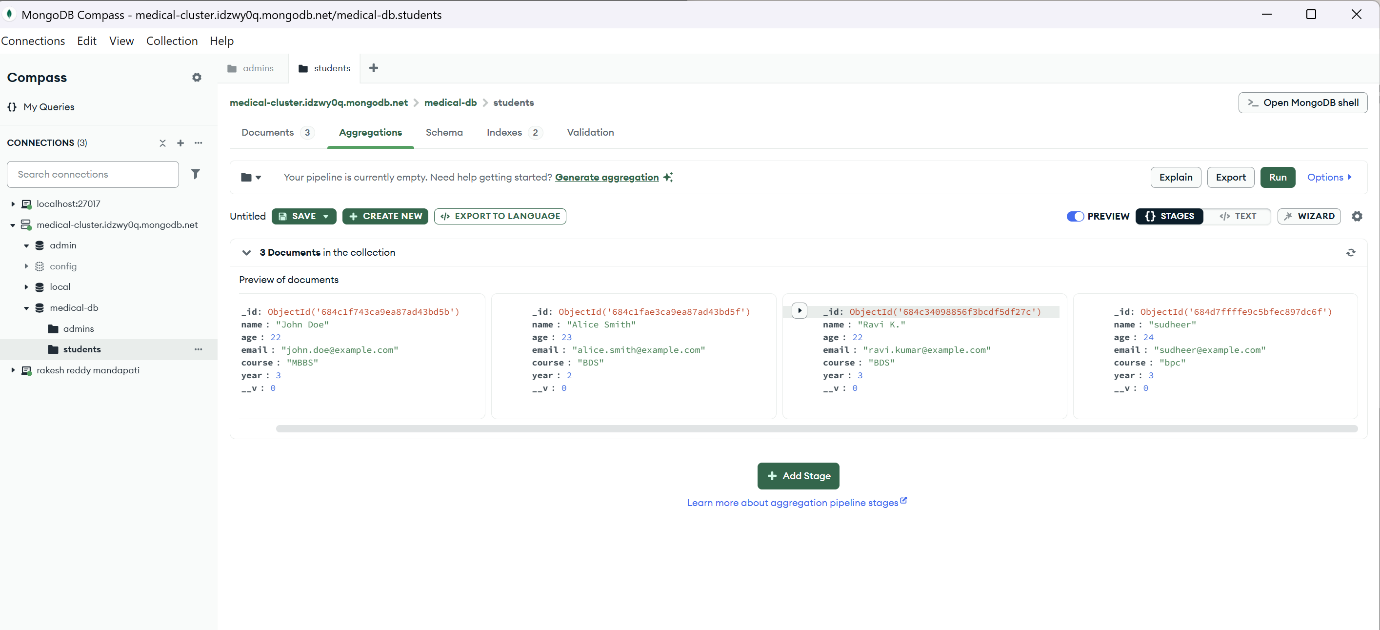 MongoDB Compass - medical-cluster.idzwy0q.mongodb.net/medical-db.students
Connections Edit View Collection Help
Compass
My Queries
CONNECTIONS (3)
Search connections
localhost:27017
medical-cluster.idzwy0q.mongodb.net
admin
config
local
medical-db
admins
students
rakesh reddy mandapati
admins students
medical-cluster.idzwy0q.mongodb.net > medical-db > students
>_ Open MongoDB shell
Documents 3 Aggregations Schema Indexes 2 Validation
Your pipeline is currently empty. Need help getting started? Generate aggregation
Explain Export Run Options
Untitled SAVE + CREATE NEW </> EXPORT TO LANGUAGE
PREVIEW {} STAGES </> TEXT WIZARD
3 Documents in the collection
Preview of documents
_id: ObjectId('684c1f743ca9ea87ad43bd5b')
name : "John Doe"
age : 22
email : "john.doe@example.com"
course : "MBBS"
year : 3
__v : 0
_id: ObjectId('684c1fae3ca9ea87ad43bd5f')
name : "Alice Smith"
age : 23
email : "alice.smith@example.com"
course : "BDS"
year : 2
__v : 0
_id: ObjectId('684c34098856f3bcdf5df27c')
name : "Ravi K."
age : 22
email : "ravi.kumar@example.com"
course : "BDS"
year : 3
__v : 0
_id: ObjectId('684d7ffffe9c5bfec897dc6f')
name : "sudheer"
age : 24
email : "sudheer@example.com"
course : "bpc"
year : 3
__v : 0
+ Add Stage
Learn more about aggregation pipeline stages